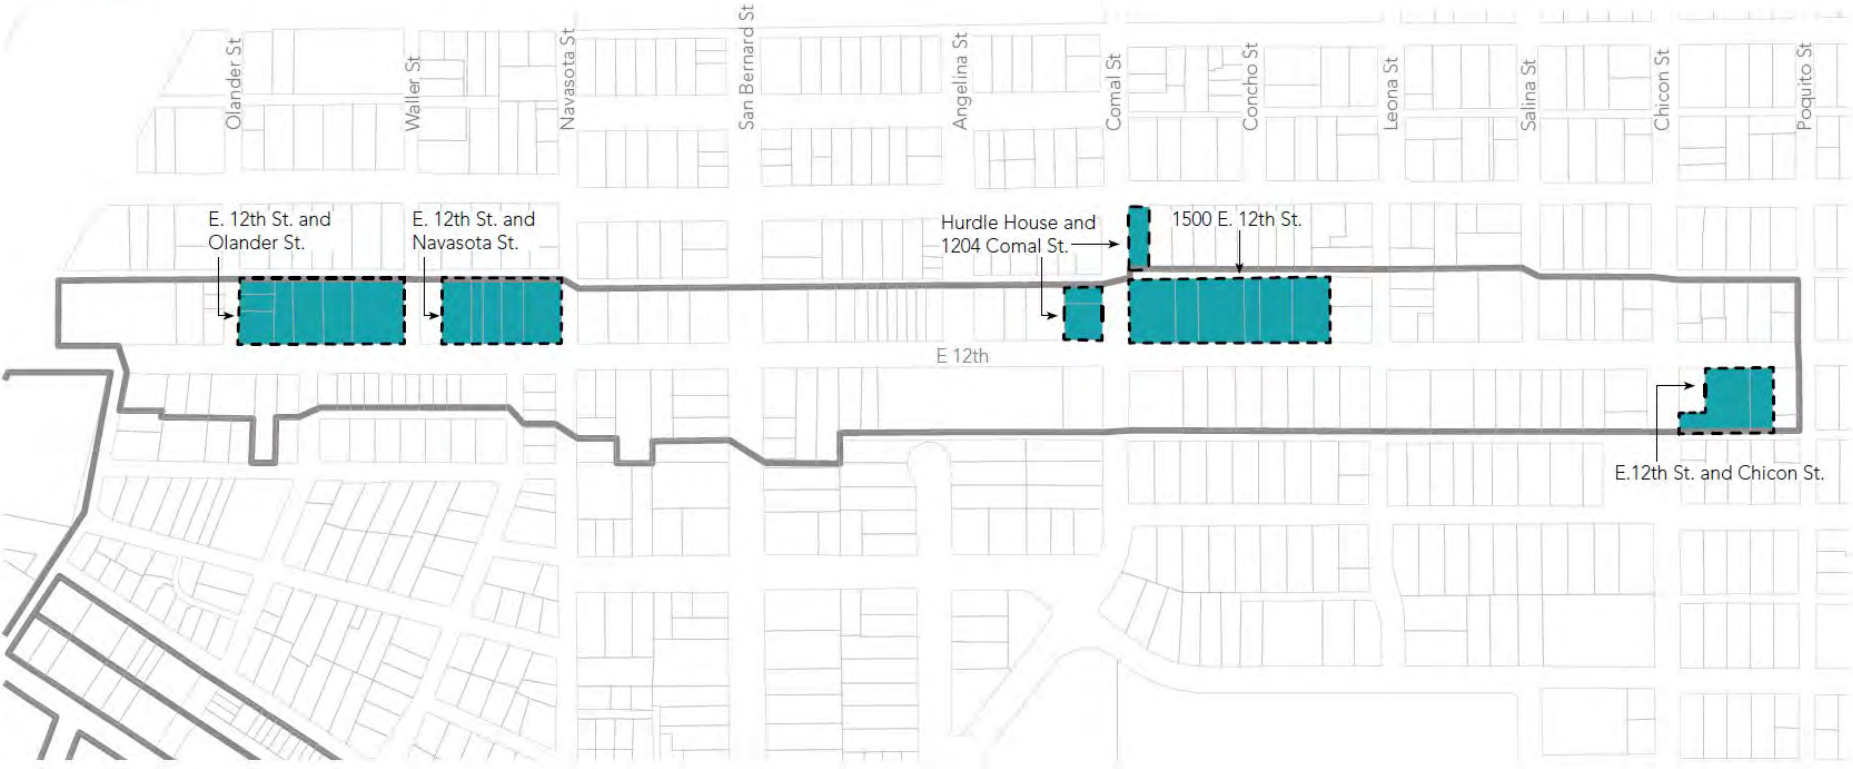 Olander St
Waller St
Navasota St
San Bernard St
Angelina St
Comal St
Concho St
Leona St
Salina St
Chicon St
Poquito St
E. 12th St. and
Olander St.
E. 12th St. and
Navasota St.
Hurdle House and
1204 Comal St.
1500 E. 12th St.
E 12th
E.12th St. and Chicon St.